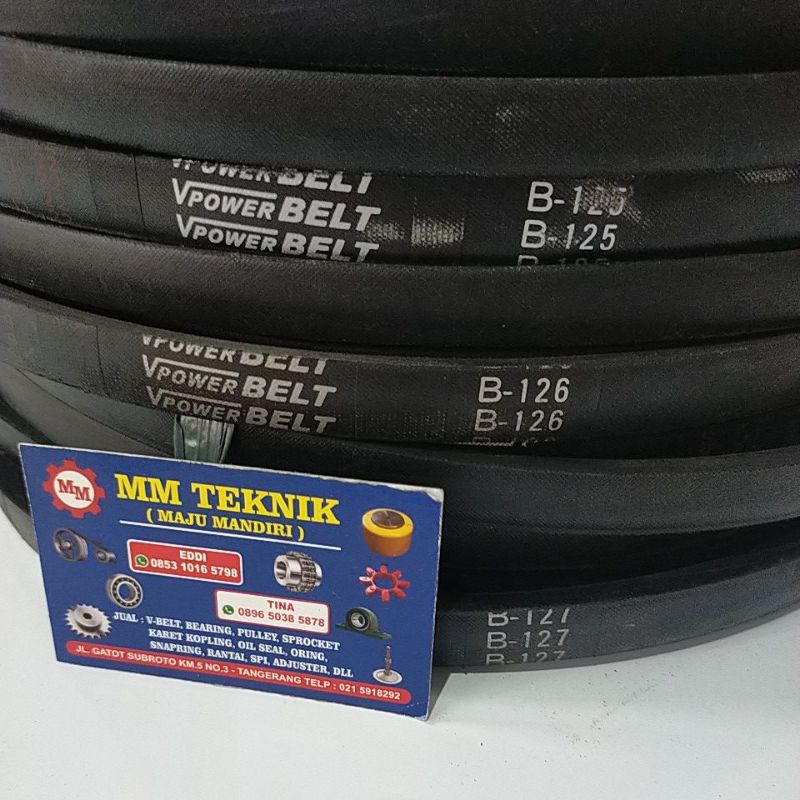 VPOWER BELT
VPOWER BELT B-125
VPOWER BELT B-125
VPOWER BELT
VPOWER BELT B-126
VPOWER BELT B-126
MM
MM TEKNIK
( MAJU MANDIRI )
EDDI
0853 1016 5798
TINA
0896 5038 5878
JUAL : V-BELT, BEARING, PULLEY, SPROCKET
KARET KOPLING, OIL SEAL, ORING,
SNAPRING, RANTAI, SPI, ADJUSTER, DLL
JL. GATOT SUBROTO KM.5 NO.3 - TANGERANG TELP : 021 5918292
B-127
B-127
B-127